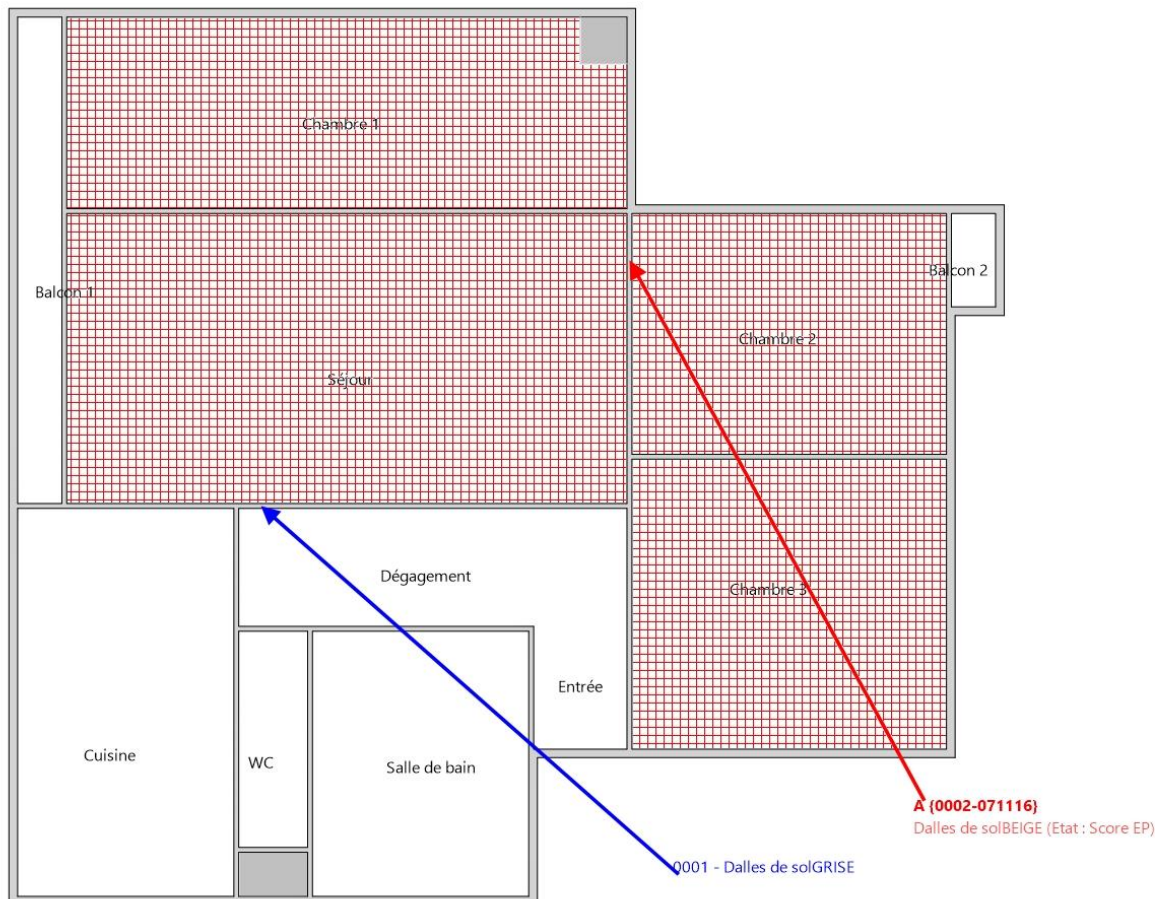 Chambre 1
Balcon 2
Balcon 1
Chambre 2
Séjour
Dégagement
Chambre 3
Entrée
Cuisine
WC
Salle de bain
A {0002-071116}
Dalles de solBEIGE (Etat : Score EP)
0001 - Dalles de solGRISE